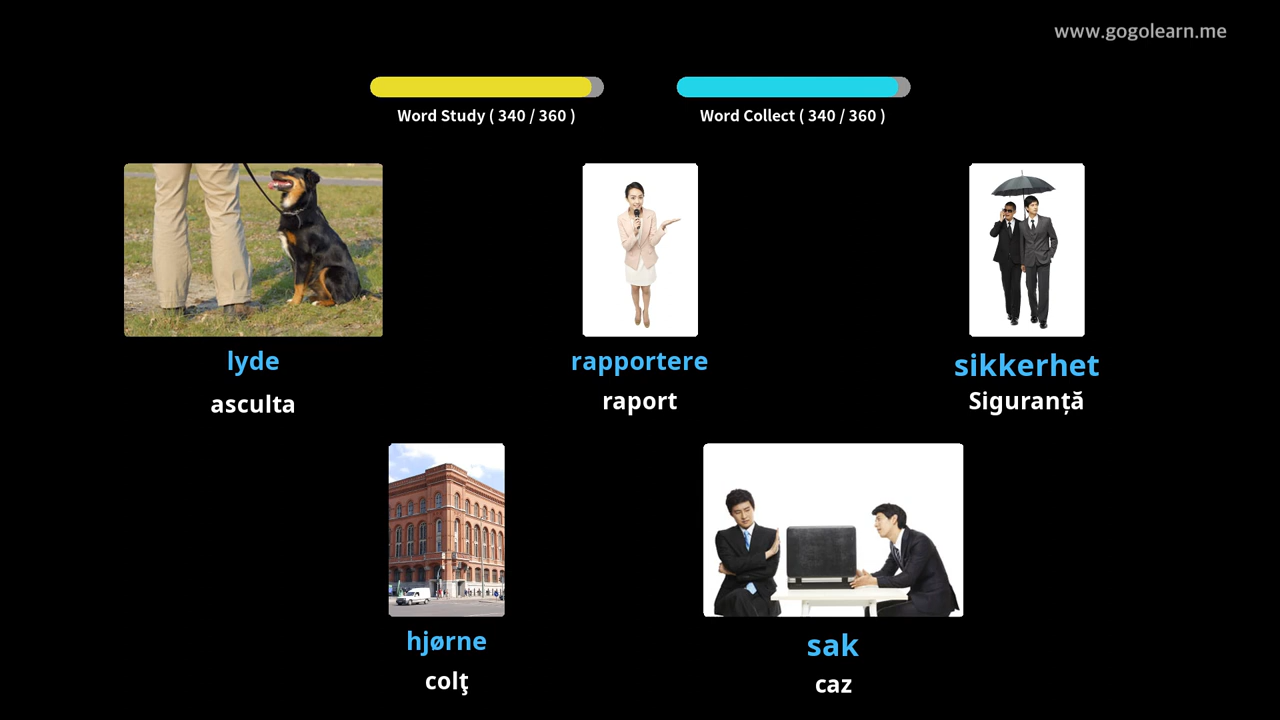 www.gogolearn.me
Word Study ( 340 / 360 )
Word Collect ( 340 / 360 )
lyde
asculta
rapportere
raport
sikkerhet
Siguranță
hjørne
colţ
sak
caz